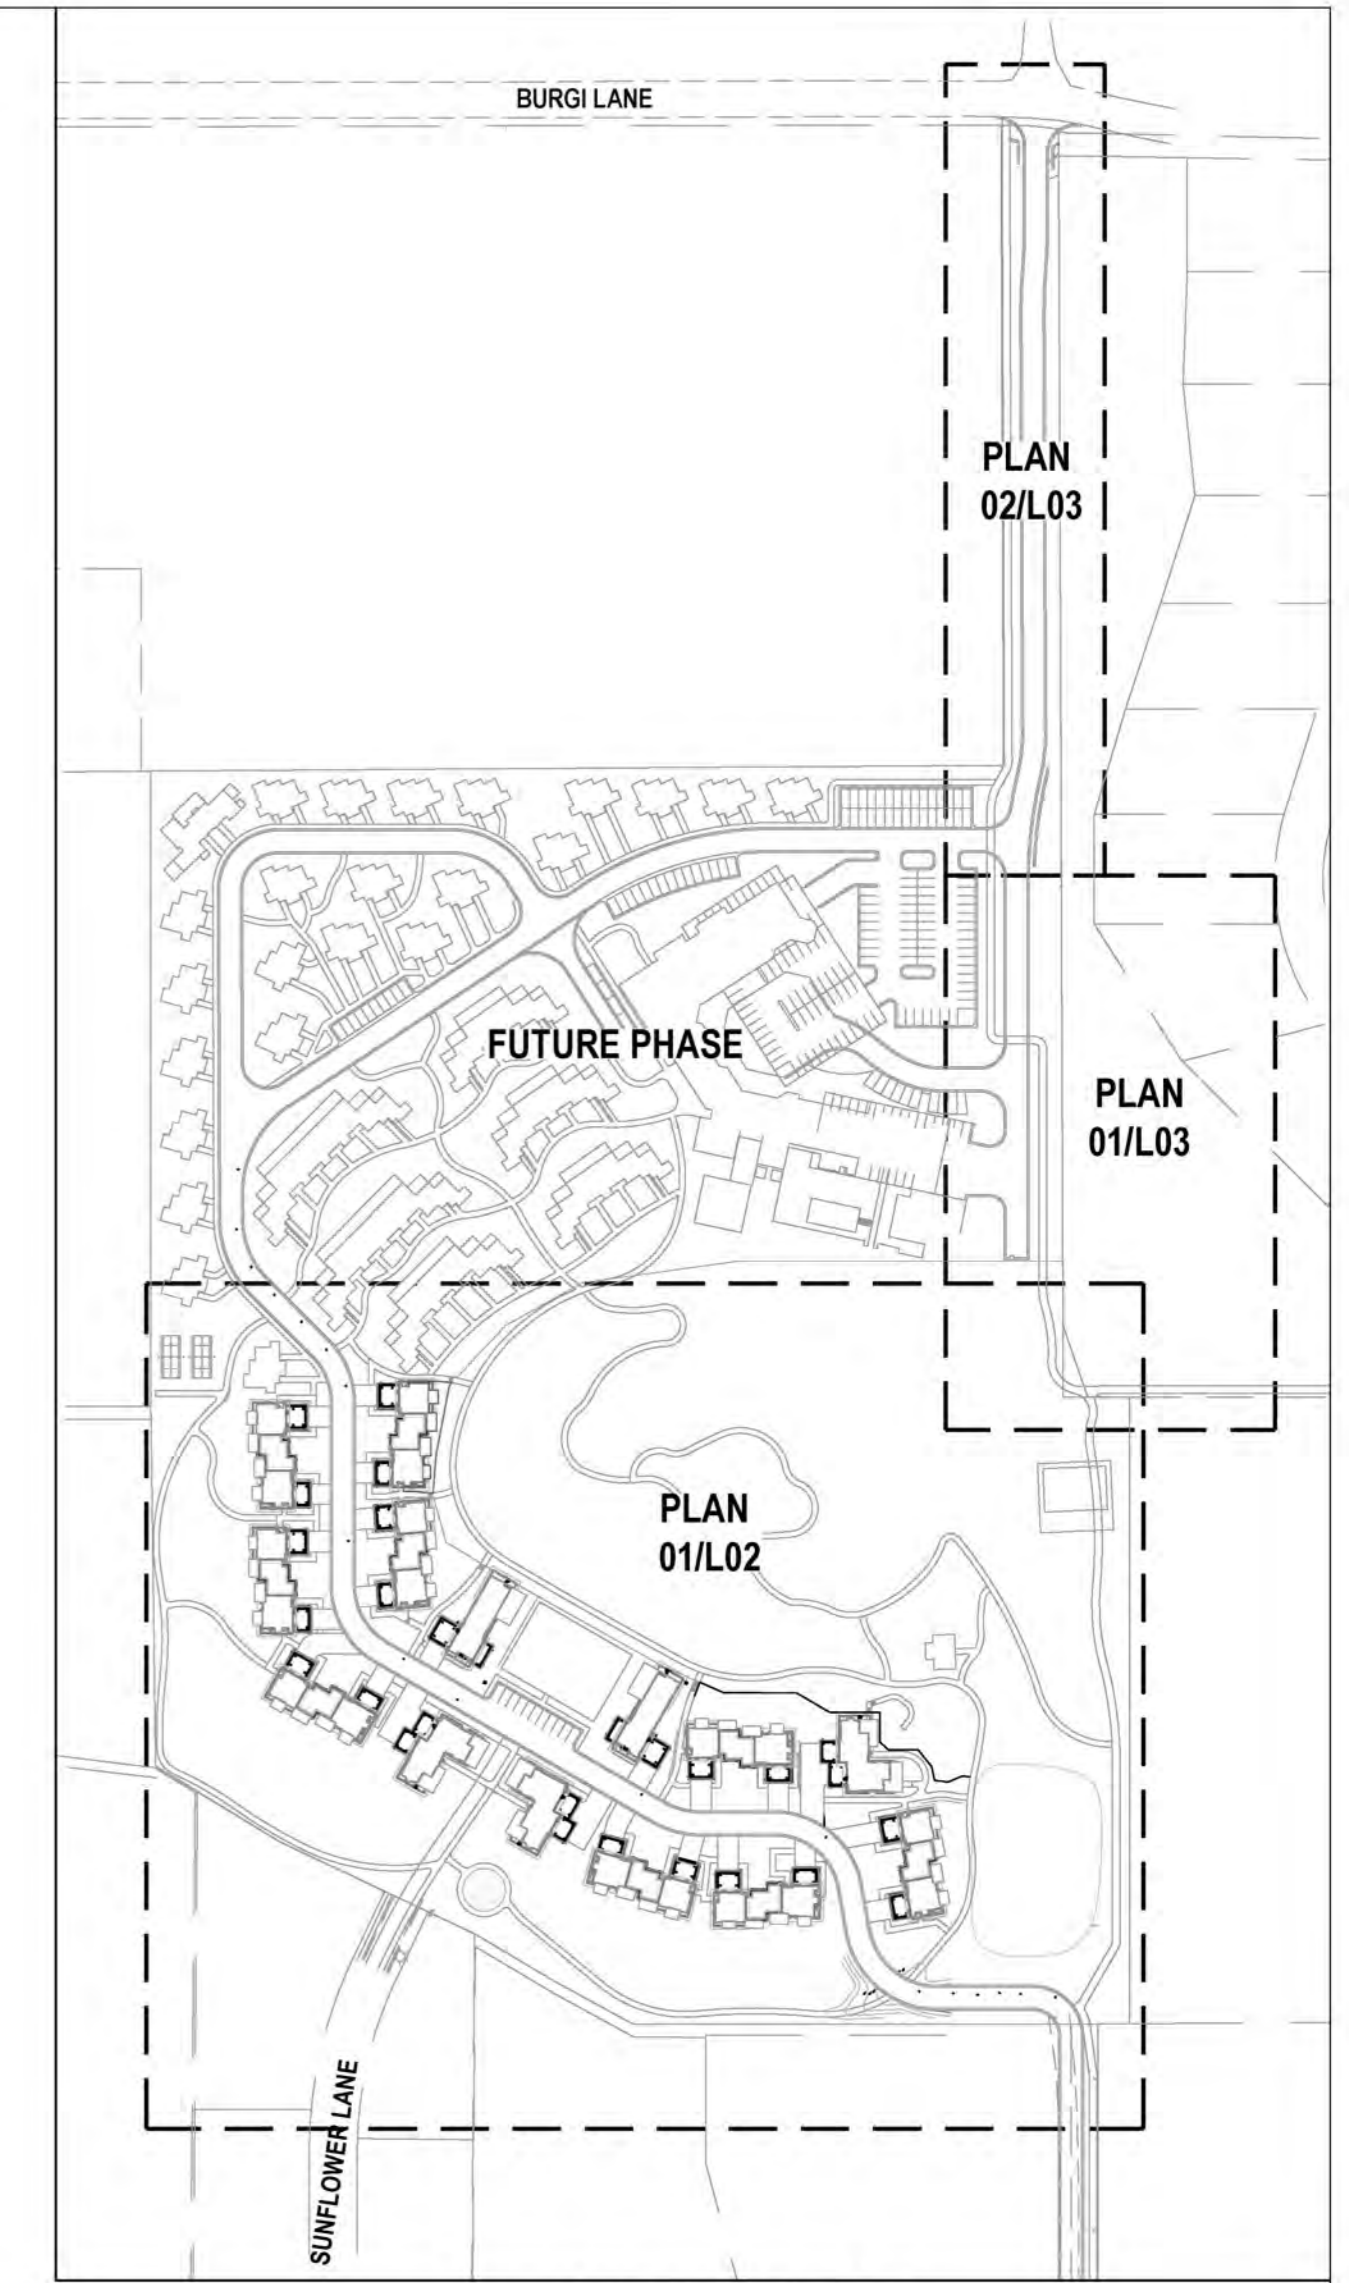 BURGI LANE
PLAN
02/L03
FUTURE PHASE
PLAN
01/L03
PLAN
01/L02
SUNFLOWER LANE